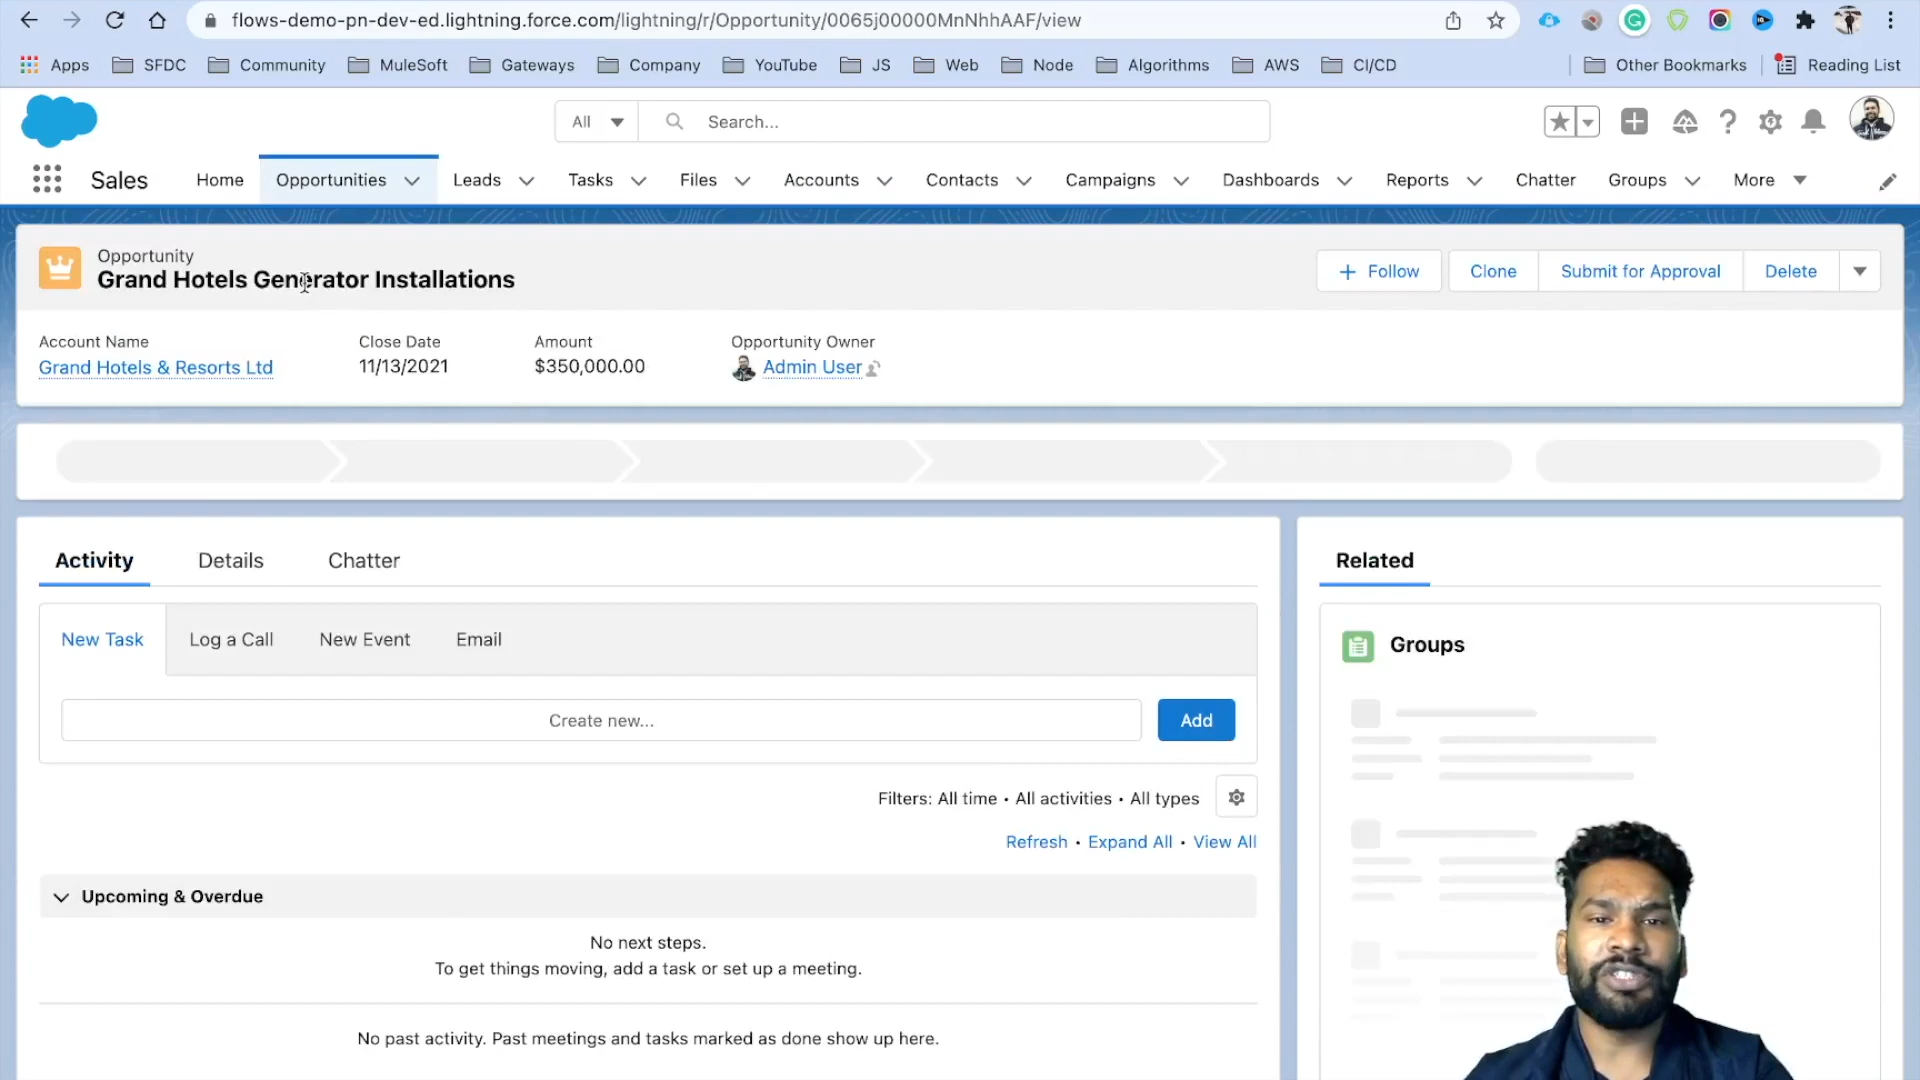 flows-demo-pn-dev-ed.lightning.force.com/lightning/r/Opportunity/0065j00000MnNhhAAF/view
Apps SFDC Community MuleSoft Gateways Company YouTube JS Web Node Algorithms AWS CI/CD Other Bookmarks Reading List
All Search...
Sales Home Opportunities Leads Tasks Files Accounts Contacts Campaigns Dashboards Reports Chatter Groups More
Opportunity
Grand Hotels Generator Installations
+ Follow Clone Submit for Approval Delete
Account Name Close Date Amount Opportunity Owner
Grand Hotels & Resorts Ltd 11/13/2021 $350,000.00 Admin User
Activity Details Chatter
Related
New Task Log a Call New Event Email
Groups
Create new... Add
Filters: All time • All activities • All types
Refresh • Expand All • View All
Upcoming & Overdue
No next steps.
To get things moving, add a task or set up a meeting.
No past activity. Past meetings and tasks marked as done show up here.